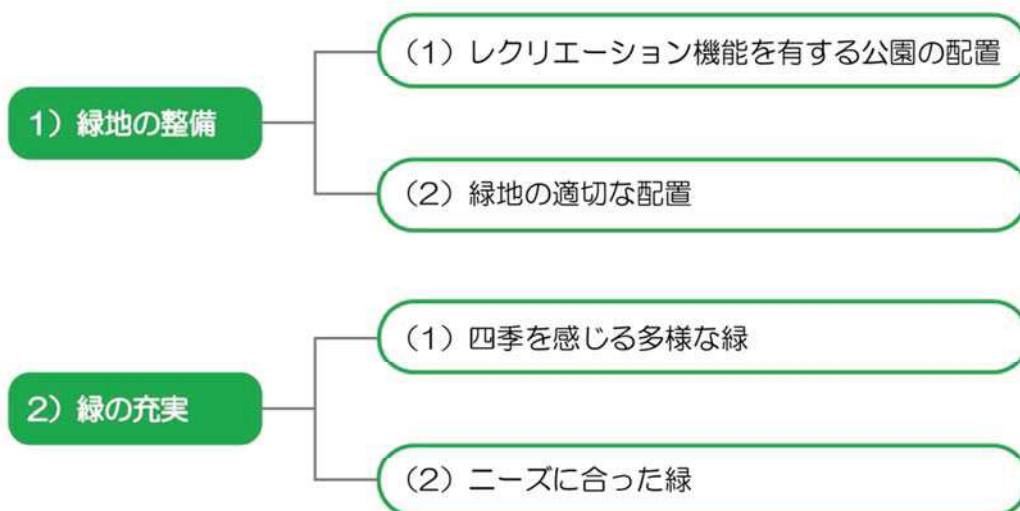 1）緑地の整備
（1）レクリエーション機能を有する公園の配置
（2）緑地の適切な配置
2）緑の充実
（1）四季を感じる多様な緑
（2）ニーズに合った緑